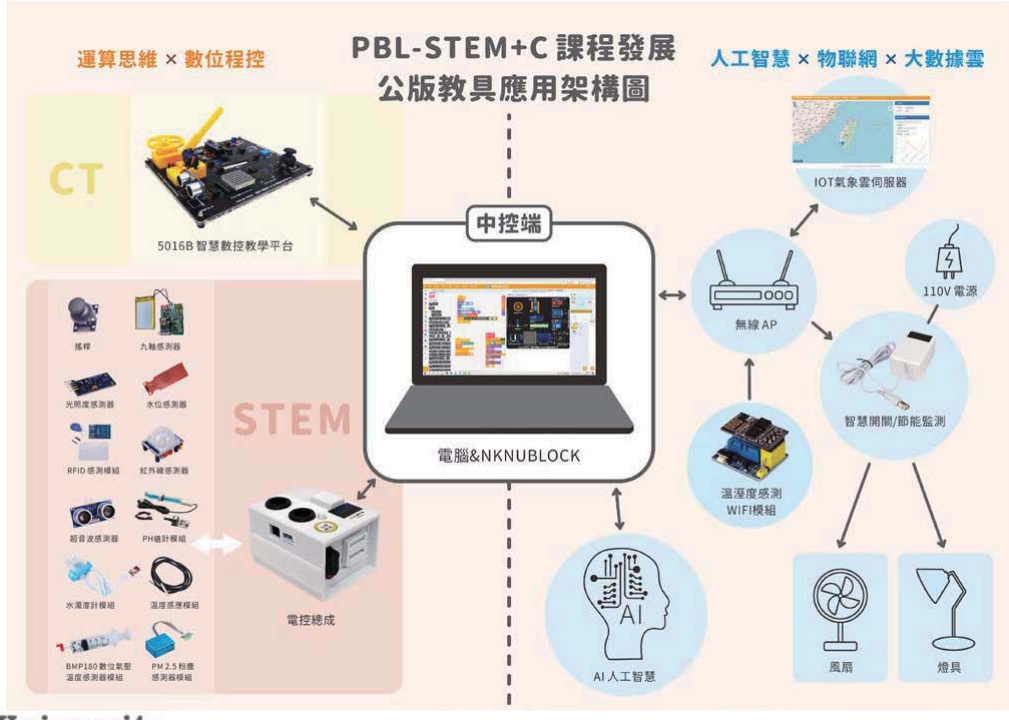 PBL-STEM+C 課程發展
公版教具應用架構圖
運算思維 × 數位程控
人工智慧 × 物聯網 × 大數據雲
CT
5016B 智慧數控教學平台
STEM
搖桿
九軸感測器
光照度感測器
水位感測器
RFID 感測模組
紅外線感測器
超音波感測器
PH值計模組
水濁度計模組
溫度感應模組
BMP180 數位氣壓
溫度感測器模組
PM 2.5 粉塵
感測器模組
電控總成
中控端
電腦&NKNUBLOCK
IOT氣象雲伺服器
無線 AP
110V 電源
智慧開關/節能監測
溫溼度感測
WIFI模組
AI
AI 人工智慧
風扇
燈具